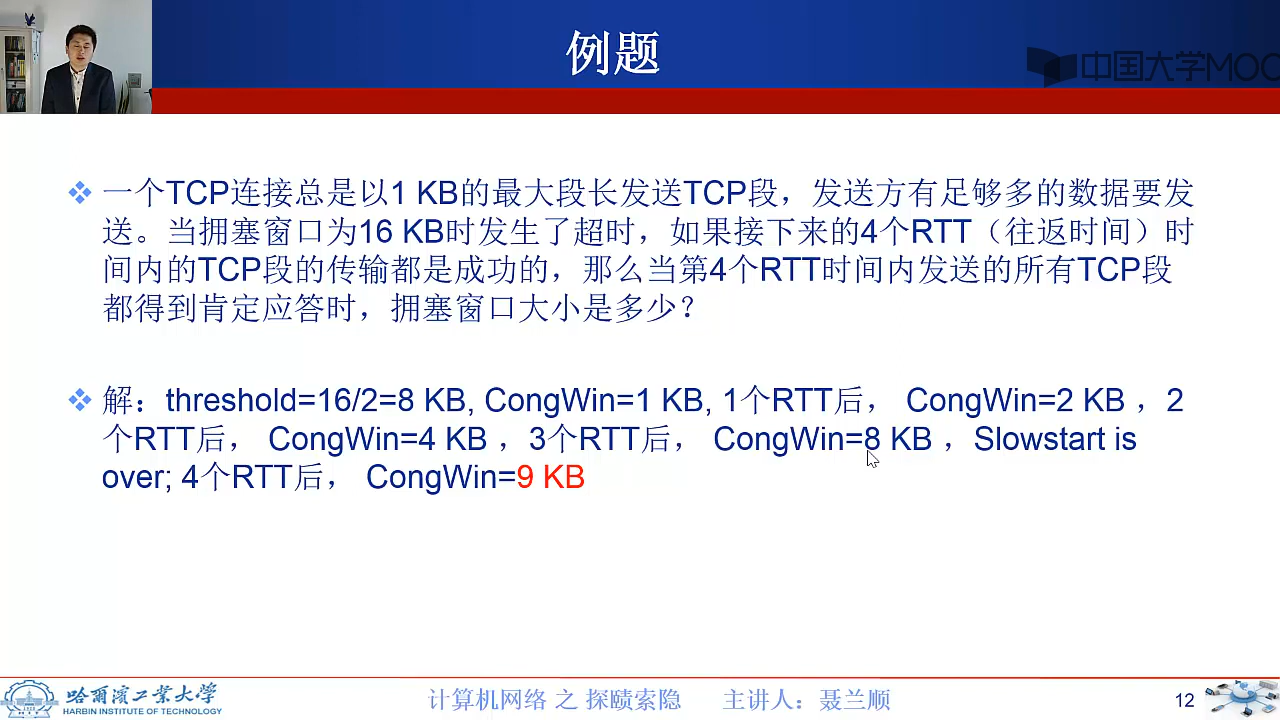 例题
中国大学MOO
一个TCP连接总是以1 KB的最大段长发送TCP段，发送方有足够多的数据要发
送。当拥塞窗口为16 KB时发生了超时，如果接下来的4个RTT（往返时间）时
间内的TCP段的传输都是成功的，那么当第4个RTT时间内发送的所有TCP段
都得到肯定应答时，拥塞窗口大小是多少？
解：threshold=16/2=8 KB, CongWin=1 KB, 1个RTT后， CongWin=2 KB ，2
个RTT后， CongWin=4 KB ，3个RTT后， CongWin=8 KB ，Slowstart is
over; 4个RTT后， CongWin=9 KB
哈爾濱工業大學
HARBIN INSTITUTE OF TECHNOLOGY
计算机网络 之 探赜索隐 主讲人：聂兰顺
12